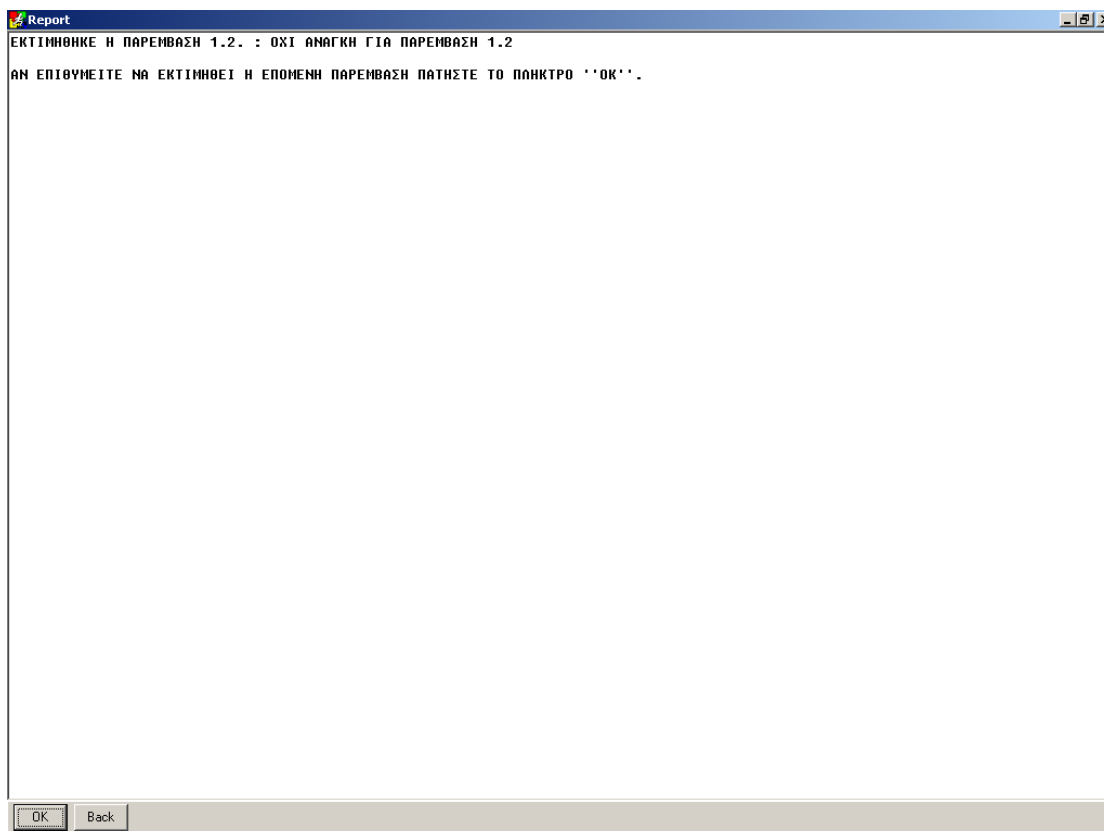 Report
ΕΚΤΙΜΗΘΗΚΕ Η ΠΑΡΕΜΒΑΣΗ 1.2. : ΟΧΙ ΑΝΑΓΚΗ ΓΙΑ ΠΑΡΕΜΒΑΣΗ 1.2
ΑΝ ΕΠΙΘΥΜΕΙΤΕ ΝΑ ΕΚΤΙΜΗΘΕΙ Η ΕΠΟΜΕΝΗ ΠΑΡΕΜΒΑΣΗ ΠΑΤΗΣΤΕ ΤΟ ΠΛΗΚΤΡΟ ''ΟΚ''.
OK Back